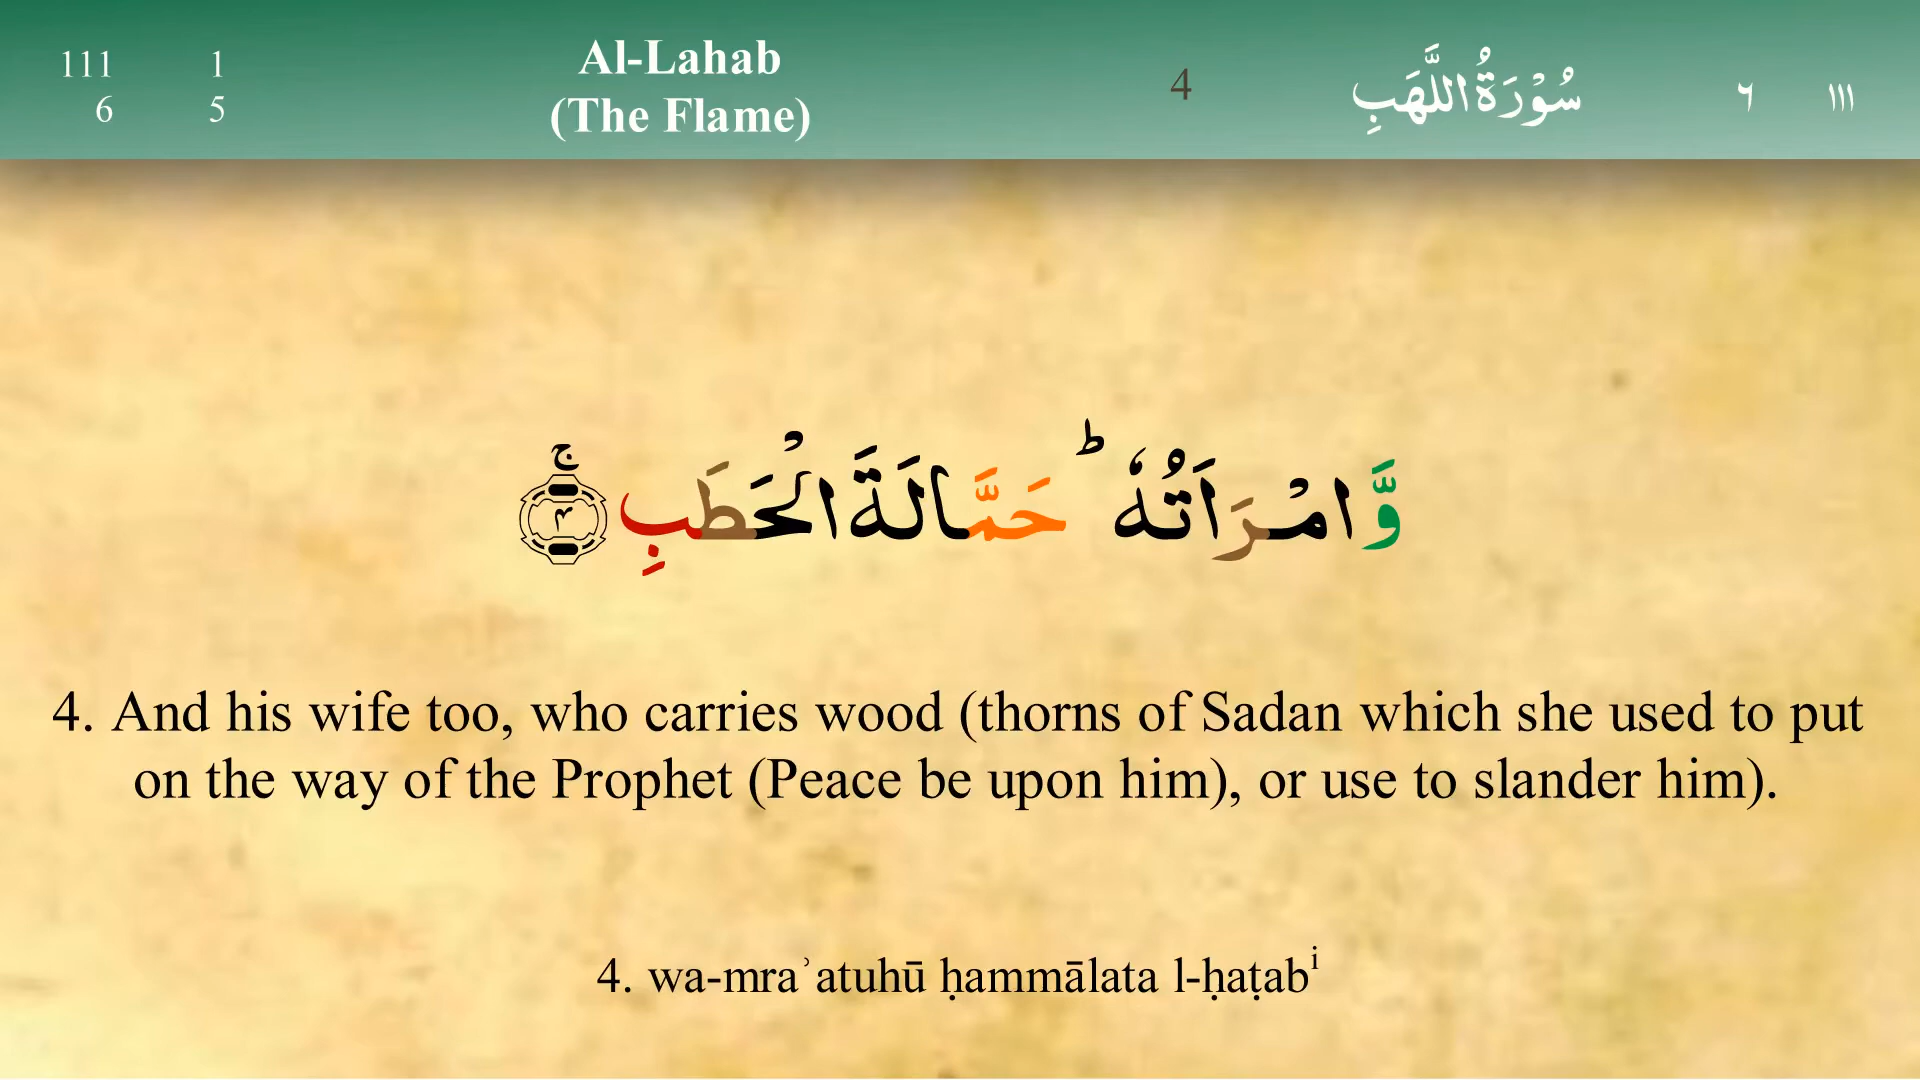 111 1
6 5
Al-Lahab
(The Flame)
4
سُوْرَةُ اللَّهَبِ
٦ ١١١
وَّامْرَاَتُهٗ ؕ حَمَّالَةَ الْحَطَبِ ۚ ۴
4. And his wife too, who carries wood (thorns of Sadan which she used to put
on the way of the Prophet (Peace be upon him), or use to slander him).
4. wa-mraʾatuhū ḥammālata l-ḥaṭabⁱ